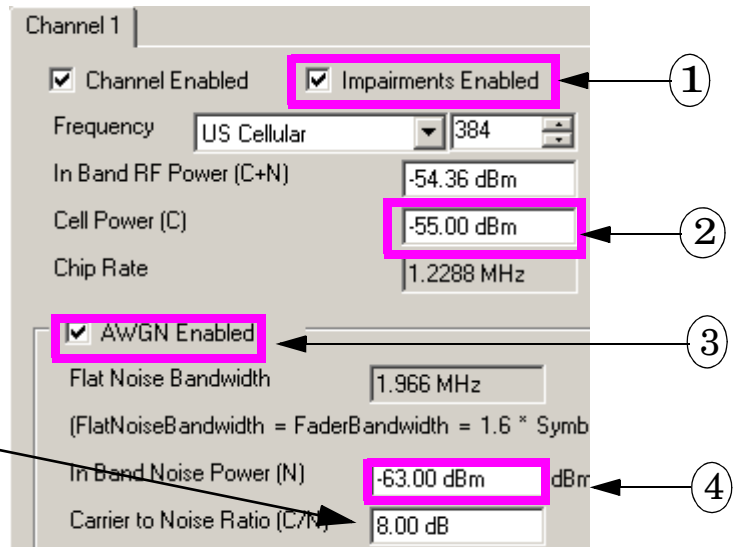 Channel 1
Channel Enabled Impairments Enabled 1
Frequency US Cellular 384
In Band RF Power (C+N) -54.36 dBm
Cell Power (C) -55.00 dBm 2
Chip Rate 1.2288 MHz
AWGN Enabled 3
Flat Noise Bandwidth 1.966 MHz
(FlatNoiseBandwidth = FaderBandwidth = 1.6 * Symb
In Band Noise Power (N) -63.00 dBm dBm 4
Carrier to Noise Ratio (C/N) 8.00 dB